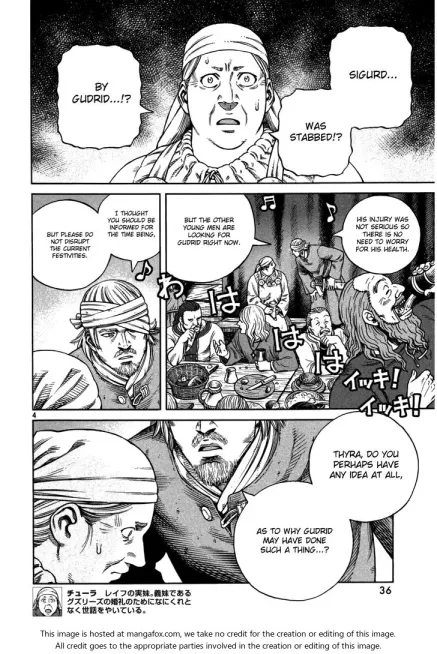 SIGURD...
WAS
STABBED!?
BY
GUDRID...!?
HIS INJURY WAS
NOT SERIOUS SO
THERE IS NO
NEED TO WORRY
FOR HIS HEALTH.
BUT THE OTHER
YOUNG MEN ARE
LOOKING FOR
GUDRID RIGHT NOW.
I THOUGHT
YOU SHOULD BE
INFORMED FOR
THE TIME BEING.
BUT PLEASE DO
NOT DISRUPT
THE CURRENT
FESTIVITIES.
わ
はは
はは
イッキ!
イッキ!
4
THYRA, DO YOU
PERHAPS HAVE
ANY IDEA AT ALL,
AS TO WHY GUDRID
MAY HAVE DONE
SUCH A THING...?
36
チューラ レイフの実妹。義妹である
グズリーズの婚礼のためになにくれと
なく世話をやいている。
This image is hosted at mangafox.com, we take no credit for the creation or editing of this image.
All credit goes to the appropriate parties involved in the creation or editing of this image.